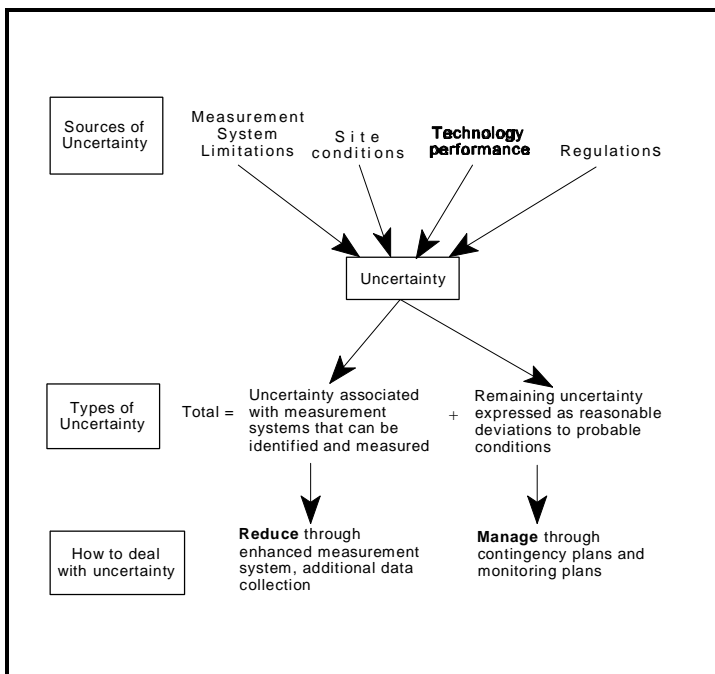 Sources of
Uncertainty
Measurement
System
Limitations
Site
conditions
Technology
performance
Regulations
Uncertainty
Types of
Uncertainty
Total =
Uncertainty associated
with measurement
systems that can be
identified and measured
+
Remaining uncertainty
expressed as reasonable
deviations to probable
conditions
How to deal
with uncertainty
Reduce through
enhanced measurement
system, additional data
collection
Manage through
contingency plans and
monitoring plans